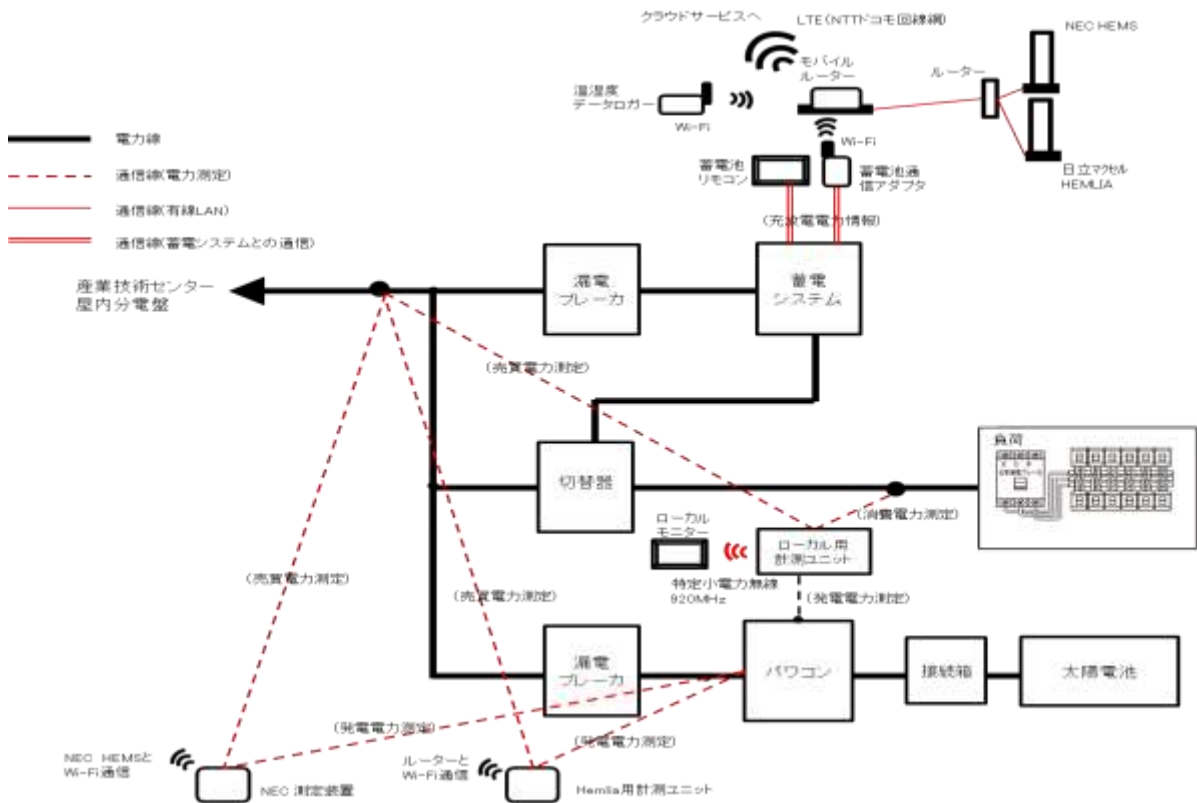 クラウドサービスへ
LTE(NTTドコモ回線網)
NEC HEMS
モバイル
ルーター
ルーター
温湿度
データロガー
Wi-Fi
Wi-Fi
電力線
蓄電池
リモコン
蓄電池通
信アダプタ
日立マクセル
HEMLIA
通信線(電力測定)
通信線(有線LAN)
(充放電電力情報)
通信線(蓄電システムとの通信)
産業技術センター
屋内分電盤
漏電
ブレーカ
蓄電
システム
(売買電力測定)
負荷
切替器
(消費電力測定)
ローカル
モニター
ローカル用
計測ユニット
特定小電力無線
920MHz
(売買電力測定)
(売買電力測定)
(発電電力測定)
漏電
ブレーカ
パワコン
接続箱
太陽電池
(発電電力測定)
(発電電力測定)
NEC HEMSと
Wi-Fi通信
NEC 測定装置
ルーターと
Wi-Fi通信
Hemlia用計測ユニット